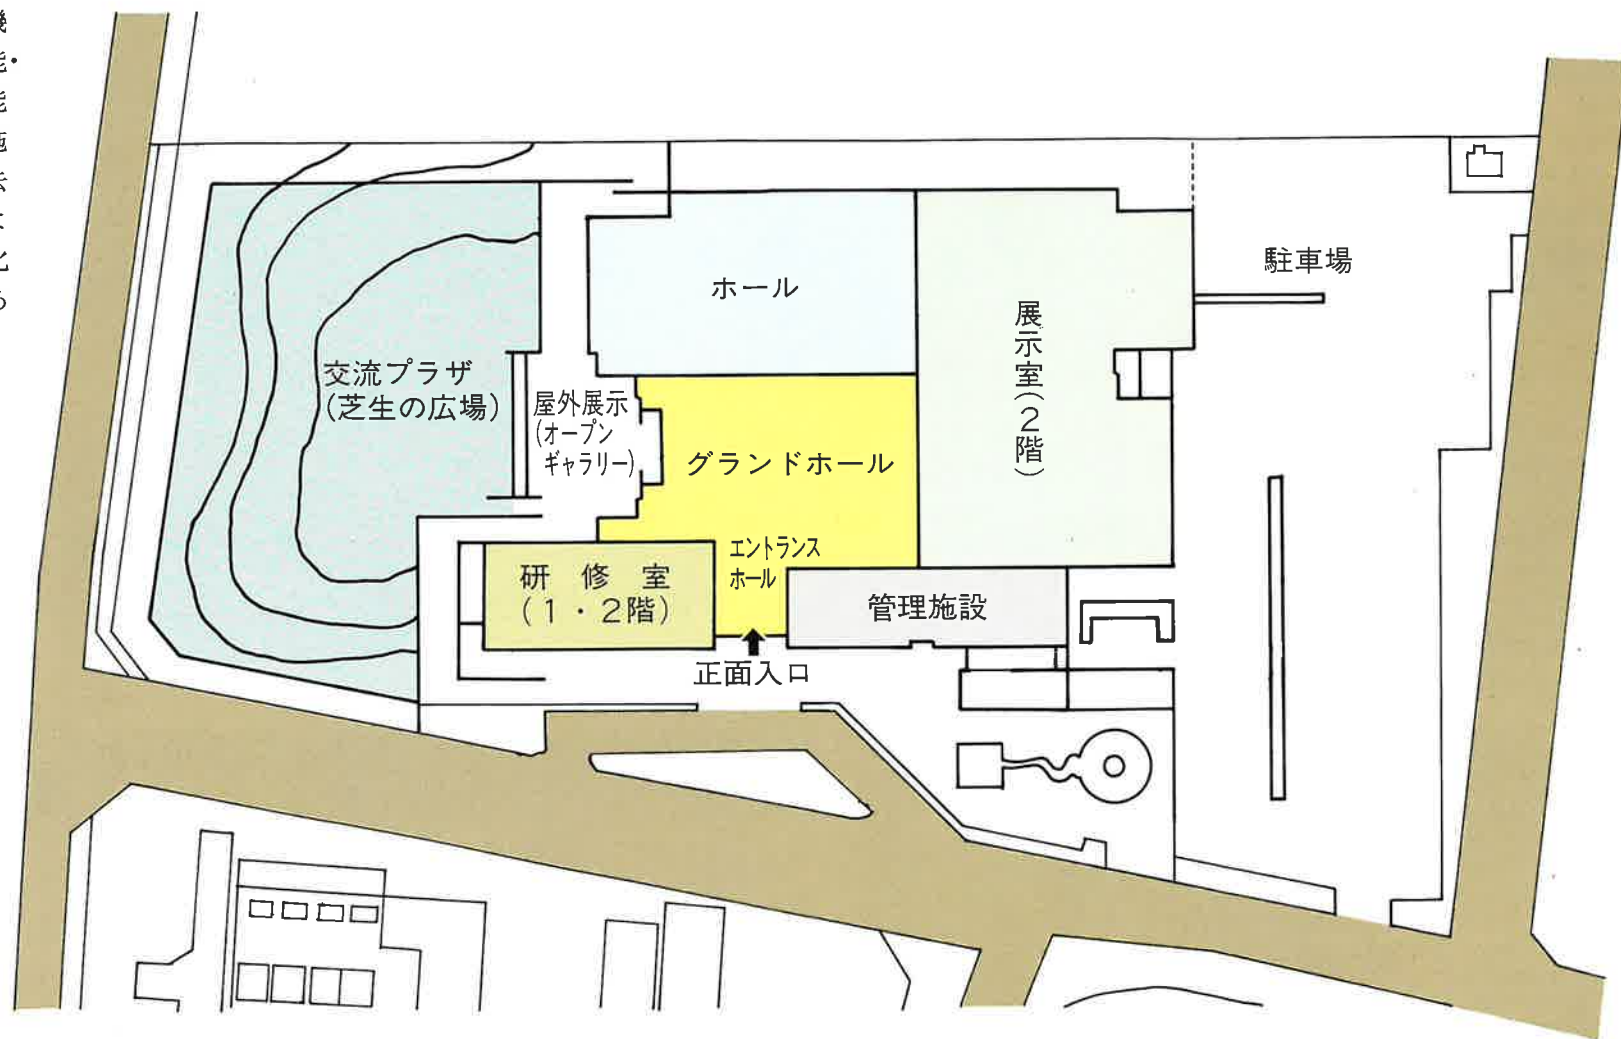 ホール
駐車場
展示室(2階)
交流プラザ
(芝生の広場)
屋外展示
(オープン
ギャラリー)
グランドホール
エントランス
ホール
研修室
(1・2階)
管理施設
正面入口